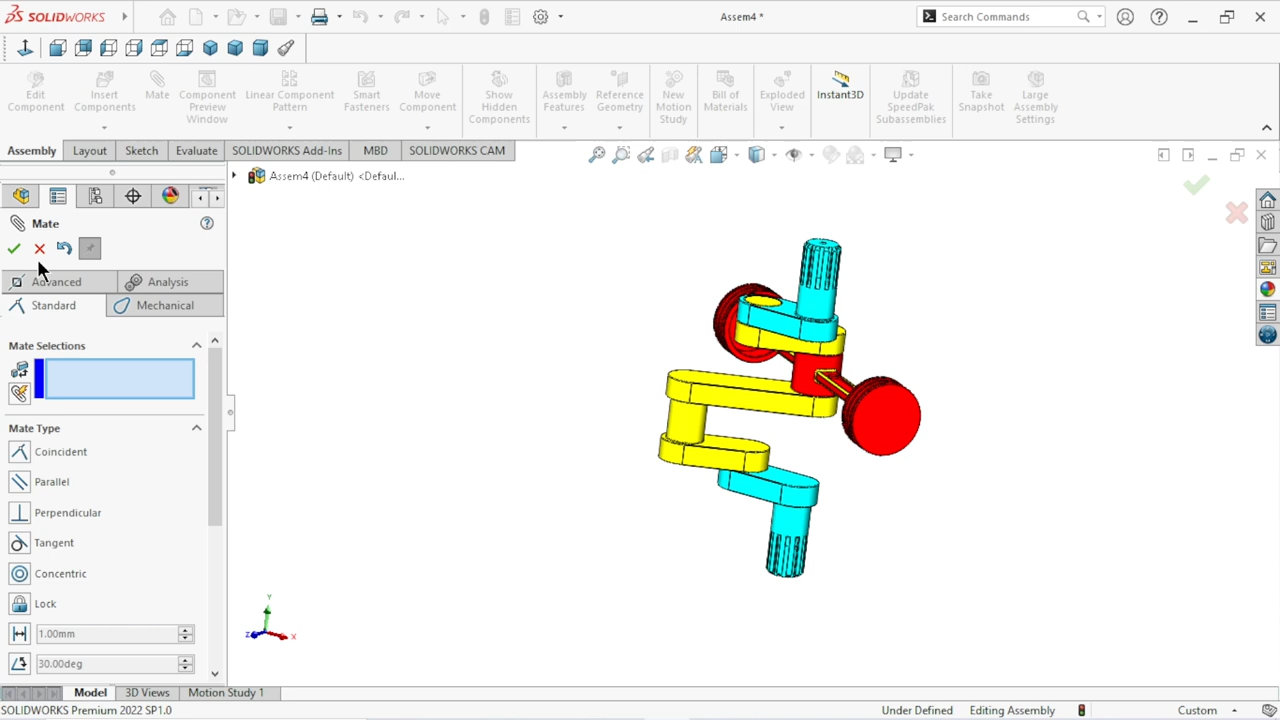 SOLIDWORKS
Assem4 *
Search Commands
Edit Component
Insert Components
Mate
Component Preview Window
Linear Component Pattern
Smart Fasteners
Move Component
Show Hidden Components
Assembly Features
Reference Geometry
New Motion Study
Bill of Materials
Exploded View
Instant3D
Update SpeedPak Subassemblies
Take Snapshot
Large Assembly Settings
Assembly
Layout
Sketch
Evaluate
SOLIDWORKS Add-Ins
MBD
SOLIDWORKS CAM
Assem4 (Default) <Defaul...
Mate
Advanced
Analysis
Standard
Mechanical
Mate Selections
Mate Type
Coincident
Parallel
Perpendicular
Tangent
Concentric
Lock
1.00mm
30.00deg
Y
Z
X
Model
3D Views
Motion Study 1
SOLIDWORKS Premium 2022 SP1.0
Under Defined
Editing Assembly
Custom